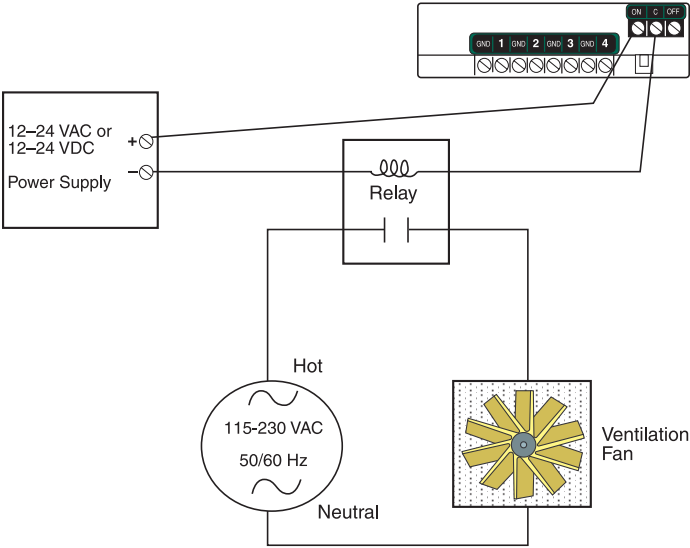 ON C OFF
GND 1 GND 2 GND 3 GND 4
12–24 VAC or
12–24 VDC
Power Supply
+
–
Relay
Hot
115-230 VAC
50/60 Hz
Neutral
Ventilation
Fan